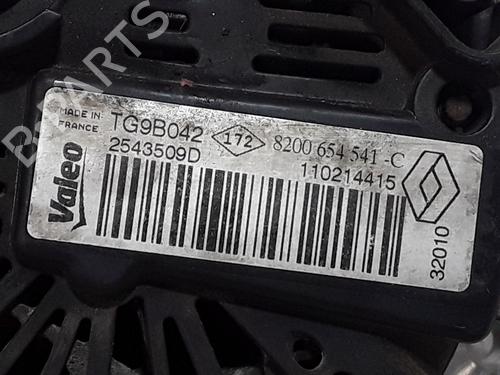 B-PARTS
MADE IN
FRANCE
TG9B042 172 8200 654 541 -C
2543509D 110214415
Valeo
32010